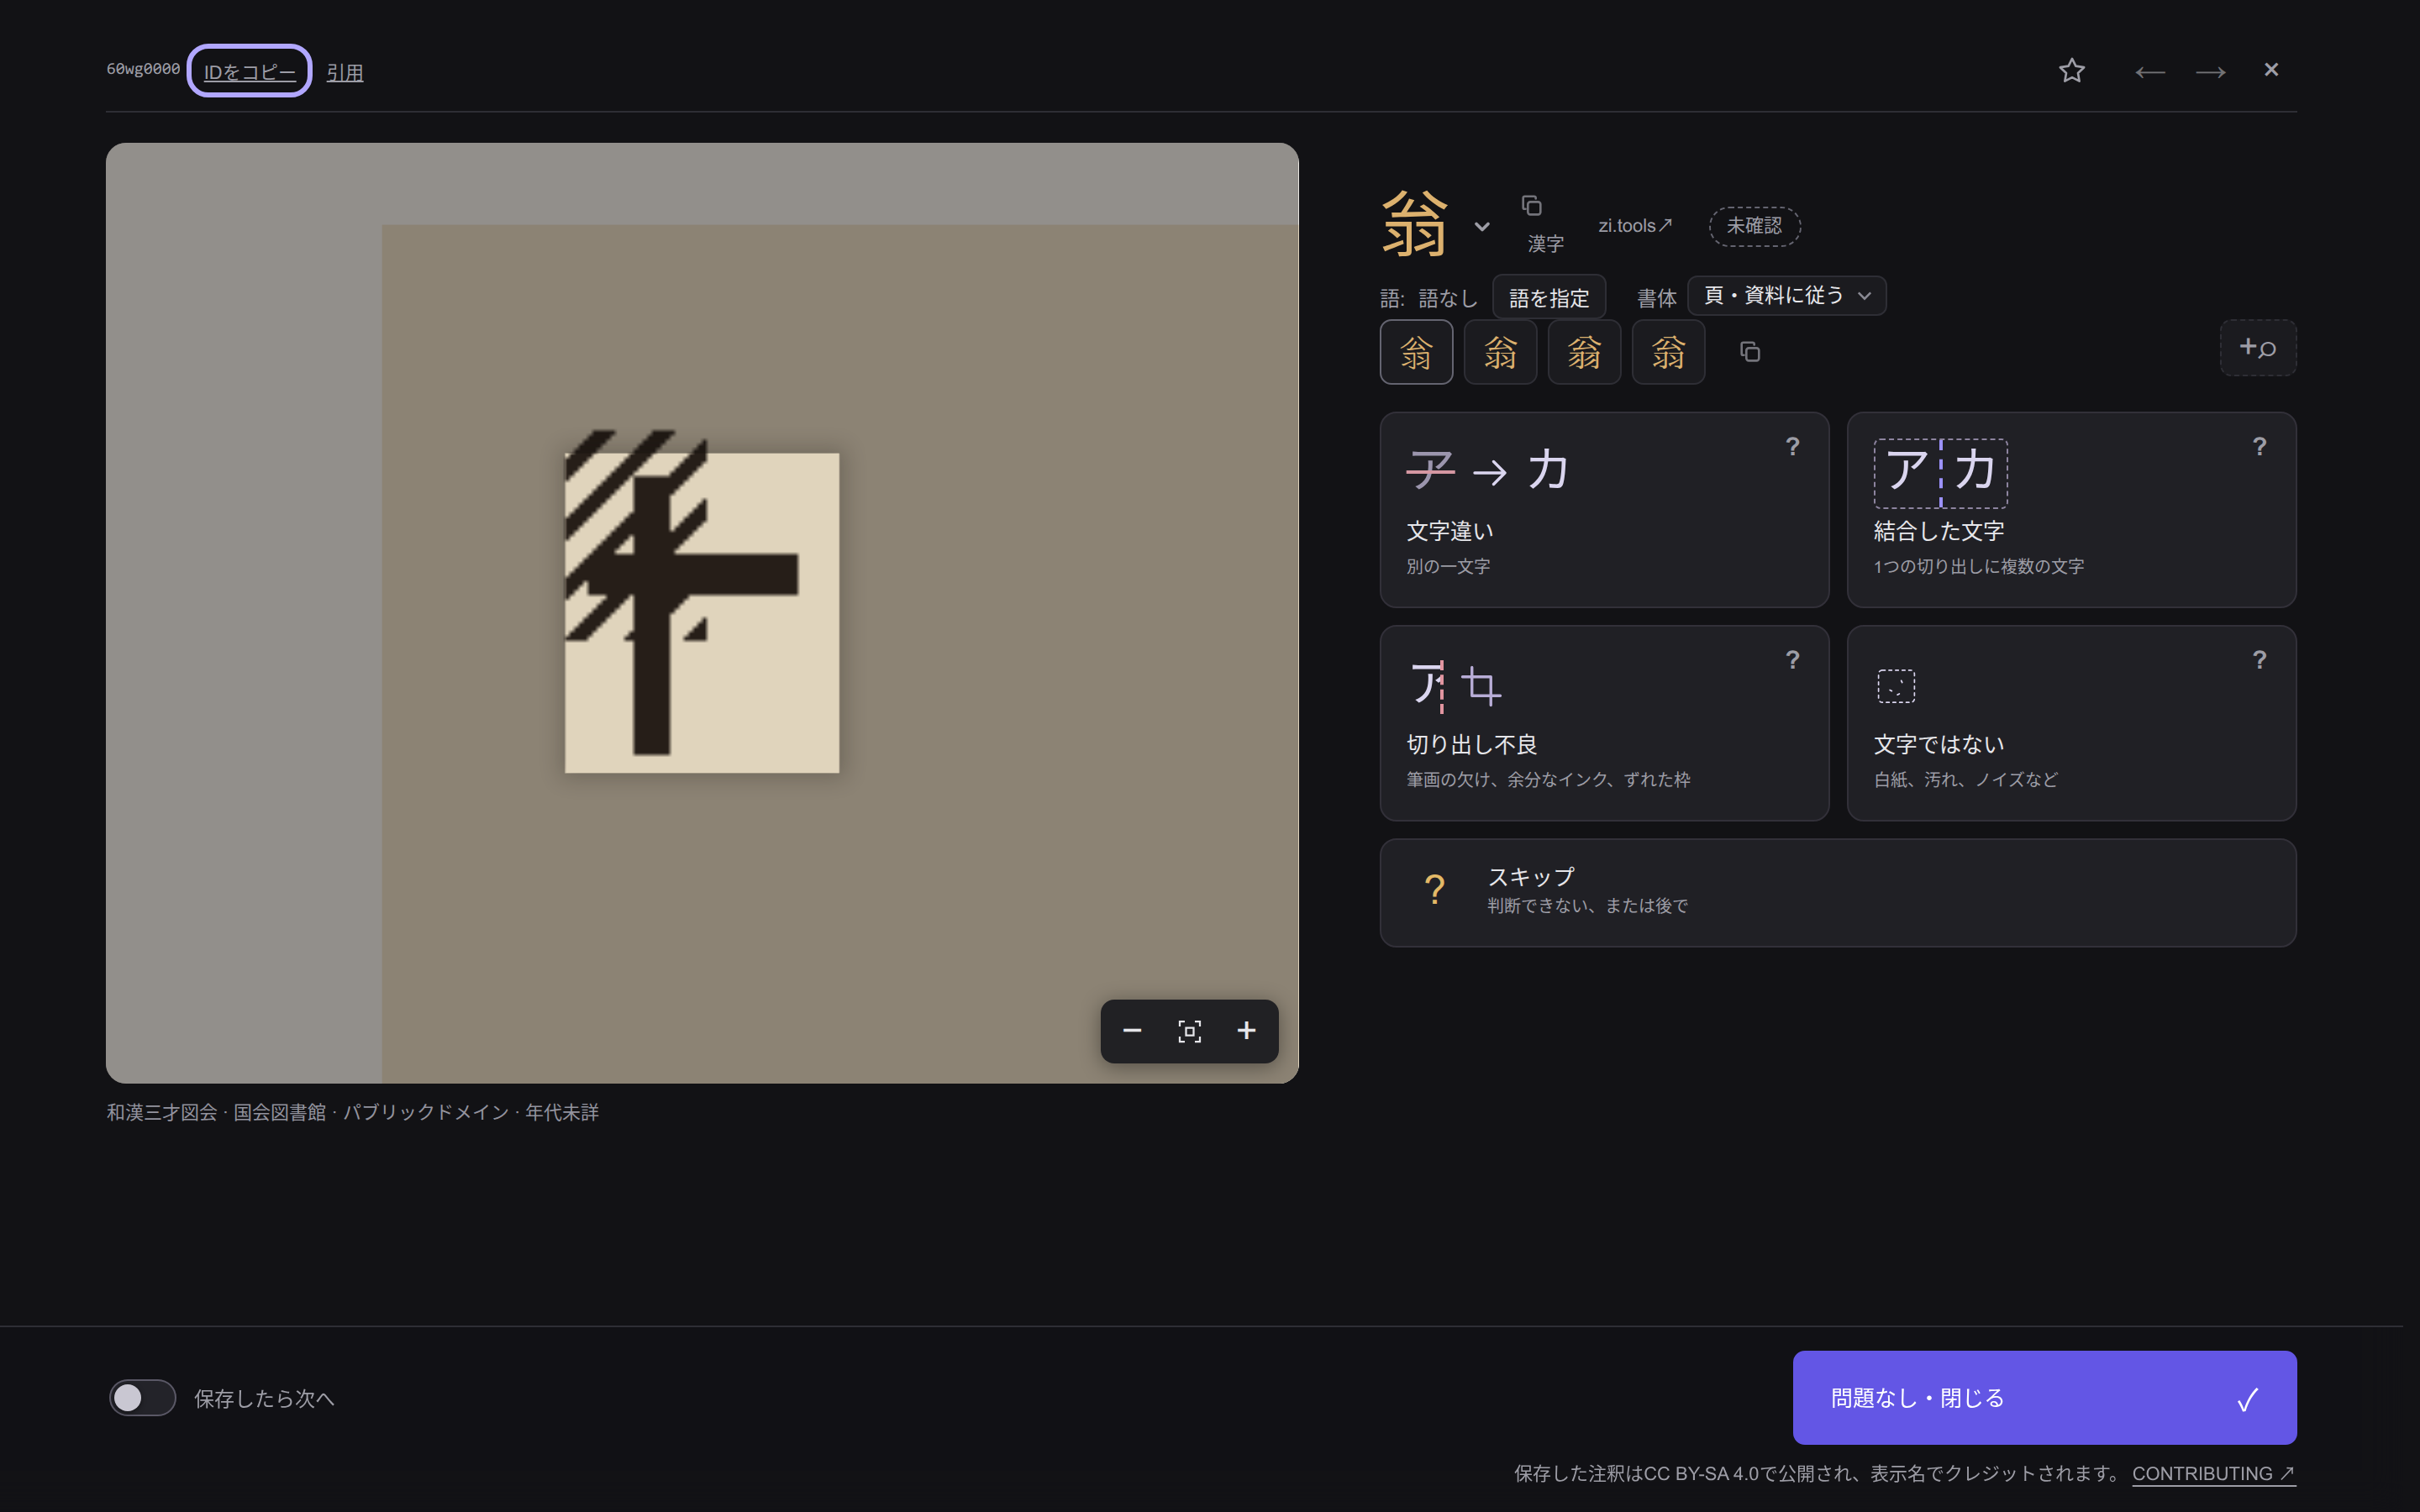 60wg0000 IDをコピー 引用
翁 漢字 zi.tools↗ 未確認
語: 語なし 語を指定 書体 頁・資料に従う
翁 翁 翁 翁
ア → カ
文字違い
別の一文字
?
ア カ
結合した文字
1つの切り出しに複数の文字
?
ア
切り出し不良
筆画の欠け、余分なインク、ずれた枠
?
文字ではない
白紙、汚れ、ノイズなど
?
? スキップ
判断できない、または後で
和漢三才図会 · 国会図書館 · パブリックドメイン · 年代未詳
保存したら次へ
問題なし・閉じる ✓
保存した注釈はCC BY-SA 4.0で公開され、表示名でクレジットされます。 CONTRIBUTING ↗